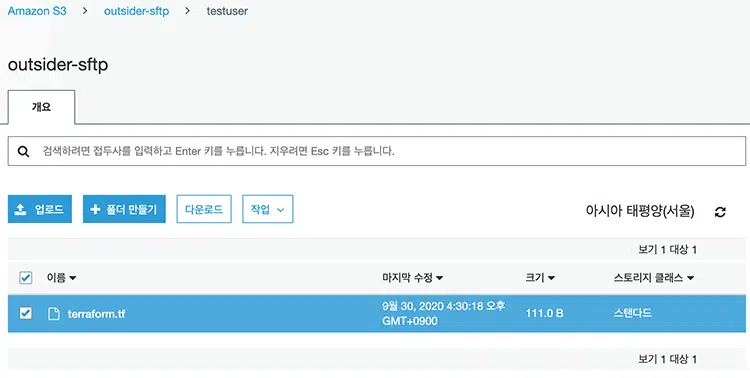 Amazon S3 > outsider-sftp > testuser
outsider-sftp
개요
검색하려면 접두사를 입력하고 Enter 키를 누릅니다. 지우려면 Esc 키를 누릅니다.
업로드 + 폴더 만들기 다운로드 작업 아시아 태평양(서울)
보기 1 대상 1
이름 마지막 수정 크기 스토리지 클래스
terraform.tf 9월 30, 2020 4:30:18 오후 GMT+0900 111.0 B 스탠다드
보기 1 대상 1